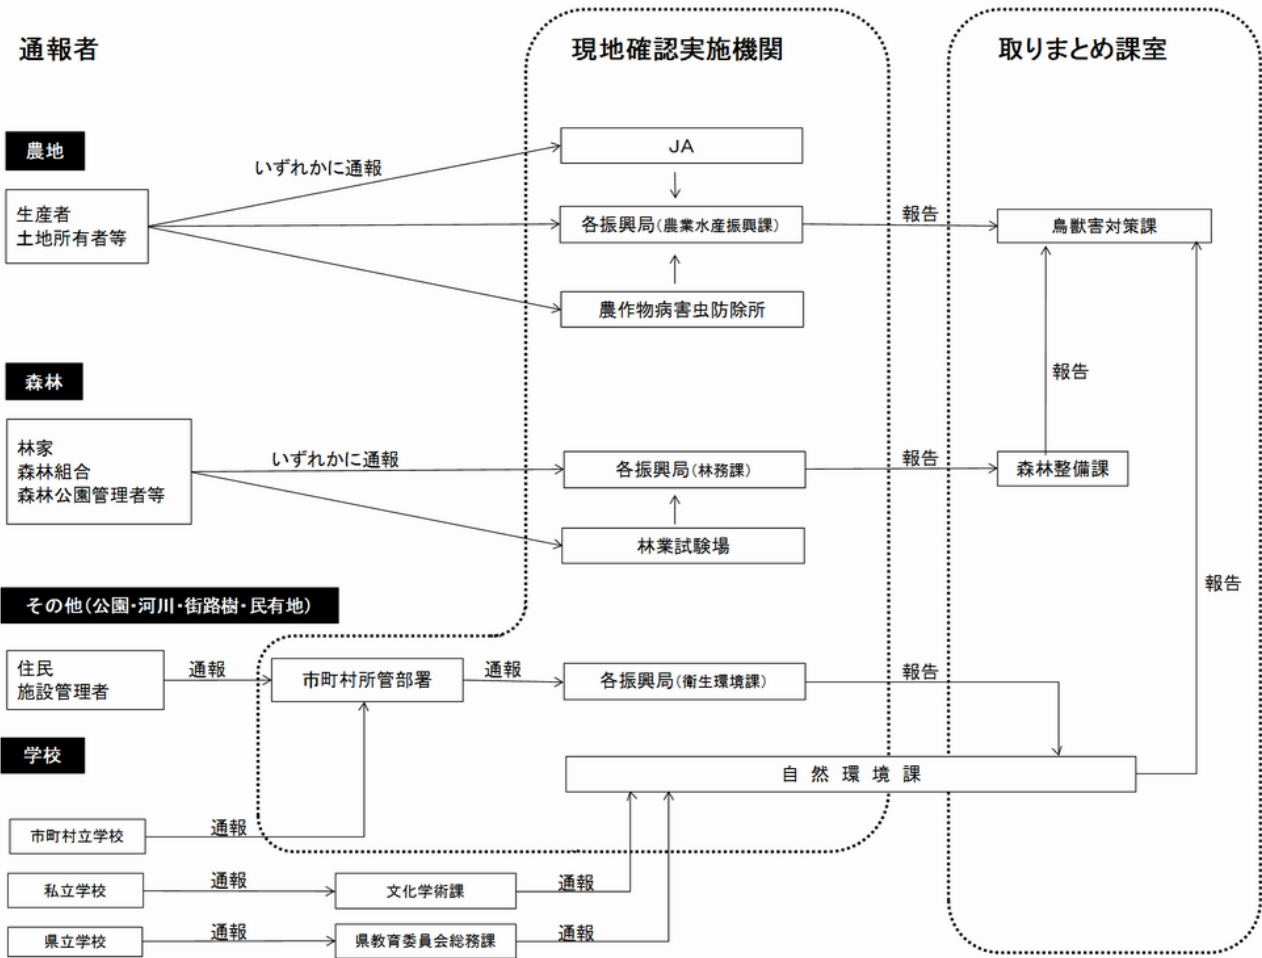 通報者
現地確認実施機関
取りまとめ課室
農地
生産者
土地所有者等
いずれかに通報
JA
各振興局(農業水産振興課)
農作物病害虫防除所
報告
鳥獣害対策課
森林
林家
森林組合
森林公園管理者等
いずれかに通報
各振興局(林務課)
林業試験場
報告
森林整備課
報告
報告
その他(公園・河川・街路樹・民有地)
住民
施設管理者
通報
市町村所管部署
通報
各振興局(衛生環境課)
報告
自然環境課
学校
市町村立学校
通報
私立学校
通報
文化学術課
通報
県立学校
通報
県教育委員会総務課
通報